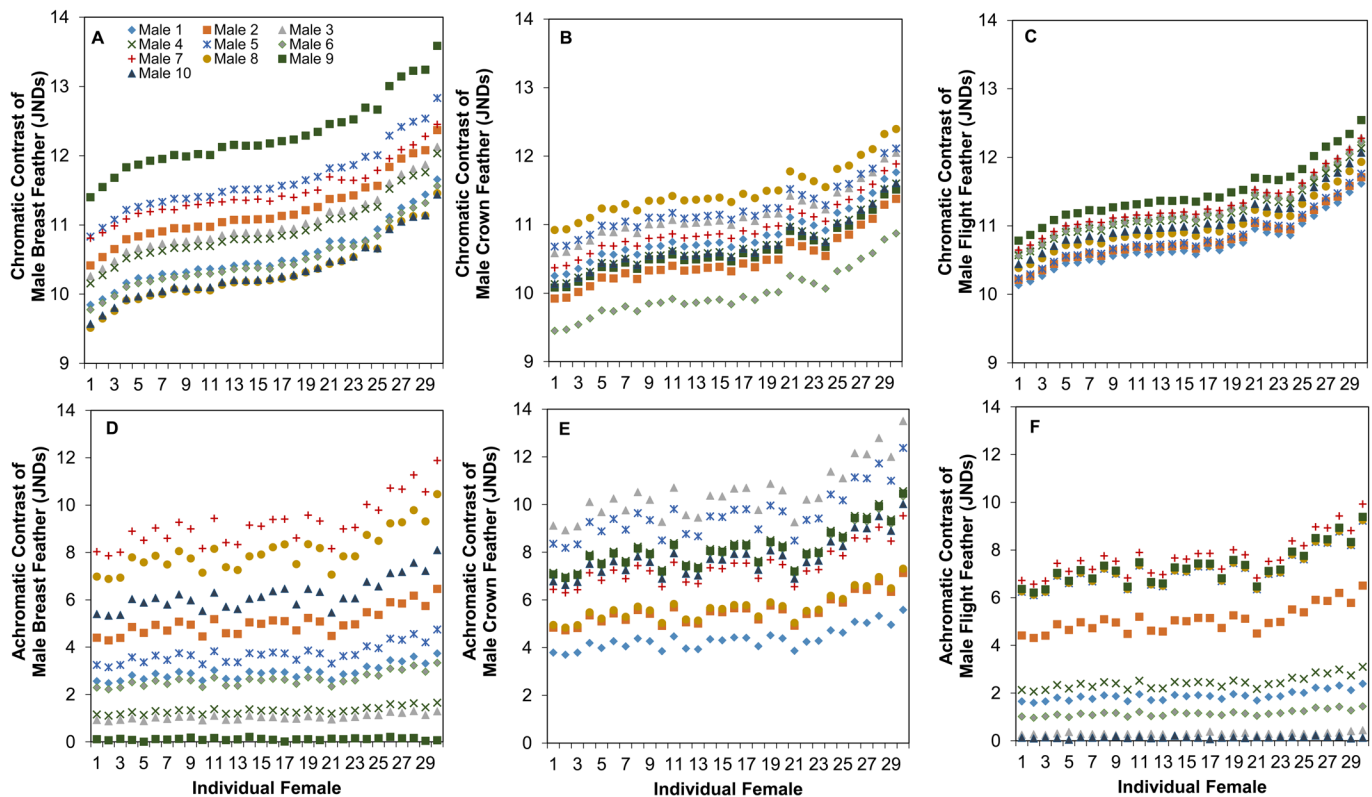 A
Male 1 Male 2 Male 3
Male 4 Male 5 Male 6
Male 7 Male 8 Male 9
Male 10
Chromatic Contrast of
Male Breast Feather (JNDs)
14
13
12
11
10
9
1 3 5 7 9 11 13 15 17 19 21 23 25 27 29
B
Chromatic Contrast of
Male Crown Feather (JNDs)
14
13
12
11
10
9
1 3 5 7 9 11 13 15 17 19 21 23 25 27 29
C
Chromatic Contrast of
Male Flight Feather (JNDs)
14
13
12
11
10
9
1 3 5 7 9 11 13 15 17 19 21 23 25 27 29
D
Achromatic Contrast of
Male Breast Feather (JNDs)
14
12
10
8
6
4
2
0
1 3 5 7 9 11 13 15 17 19 21 23 25 27 29
Individual Female
E
Achromatic Contrast of
Male Crown Feather (JNDs)
14
12
10
8
6
4
2
0
1 3 5 7 9 11 13 15 17 19 21 23 25 27 29
Individual Female
F
Achromatic Contrast of
Male Flight Feather (JNDs)
14
12
10
8
6
4
2
0
1 3 5 7 9 11 13 15 17 19 21 23 25 27 29
Individual Female